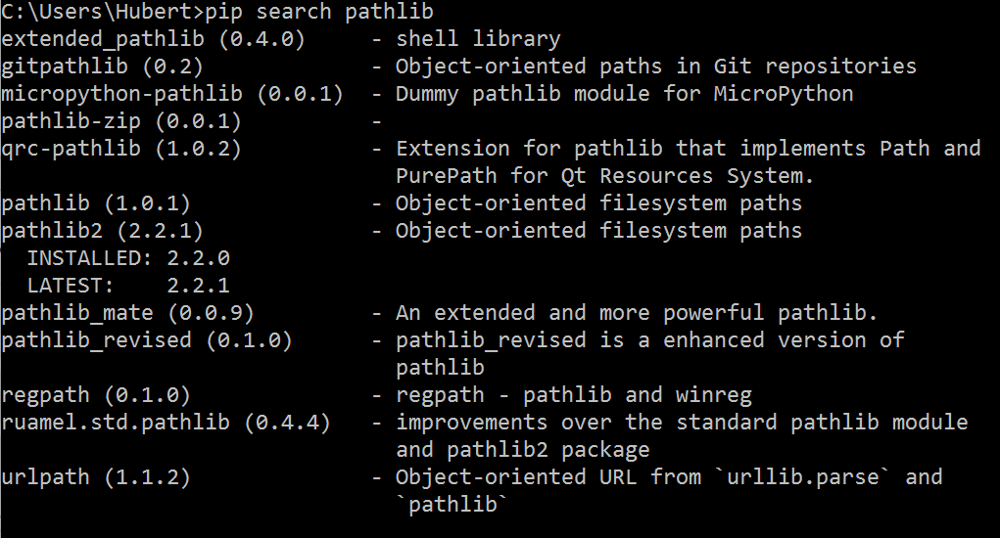 C:\Users\Hubert>pip search pathlib
extended_pathlib (0.4.0)     - shell library
gitpathlib (0.2)             - Object-oriented paths in Git repositories
micropython-pathlib (0.0.1)  - Dummy pathlib module for MicroPython
pathlib-zip (0.0.1)          -
qrc-pathlib (1.0.2)          - Extension for pathlib that implements Path and
                               PurePath for Qt Resources System.
pathlib (1.0.1)              - Object-oriented filesystem paths
pathlib2 (2.2.1)             - Object-oriented filesystem paths
  INSTALLED: 2.2.0
  LATEST:    2.2.1
pathlib_mate (0.0.9)         - An extended and more powerful pathlib.
pathlib_revised (0.1.0)      - pathlib_revised is a enhanced version of
                               pathlib
regpath (0.1.0)              - regpath - pathlib and winreg
ruamel.std.pathlib (0.4.4)   - improvements over the standard pathlib module
                               and pathlib2 package
urlpath (1.1.2)              - Object-oriented URL from `urllib.parse` and
                               `pathlib`